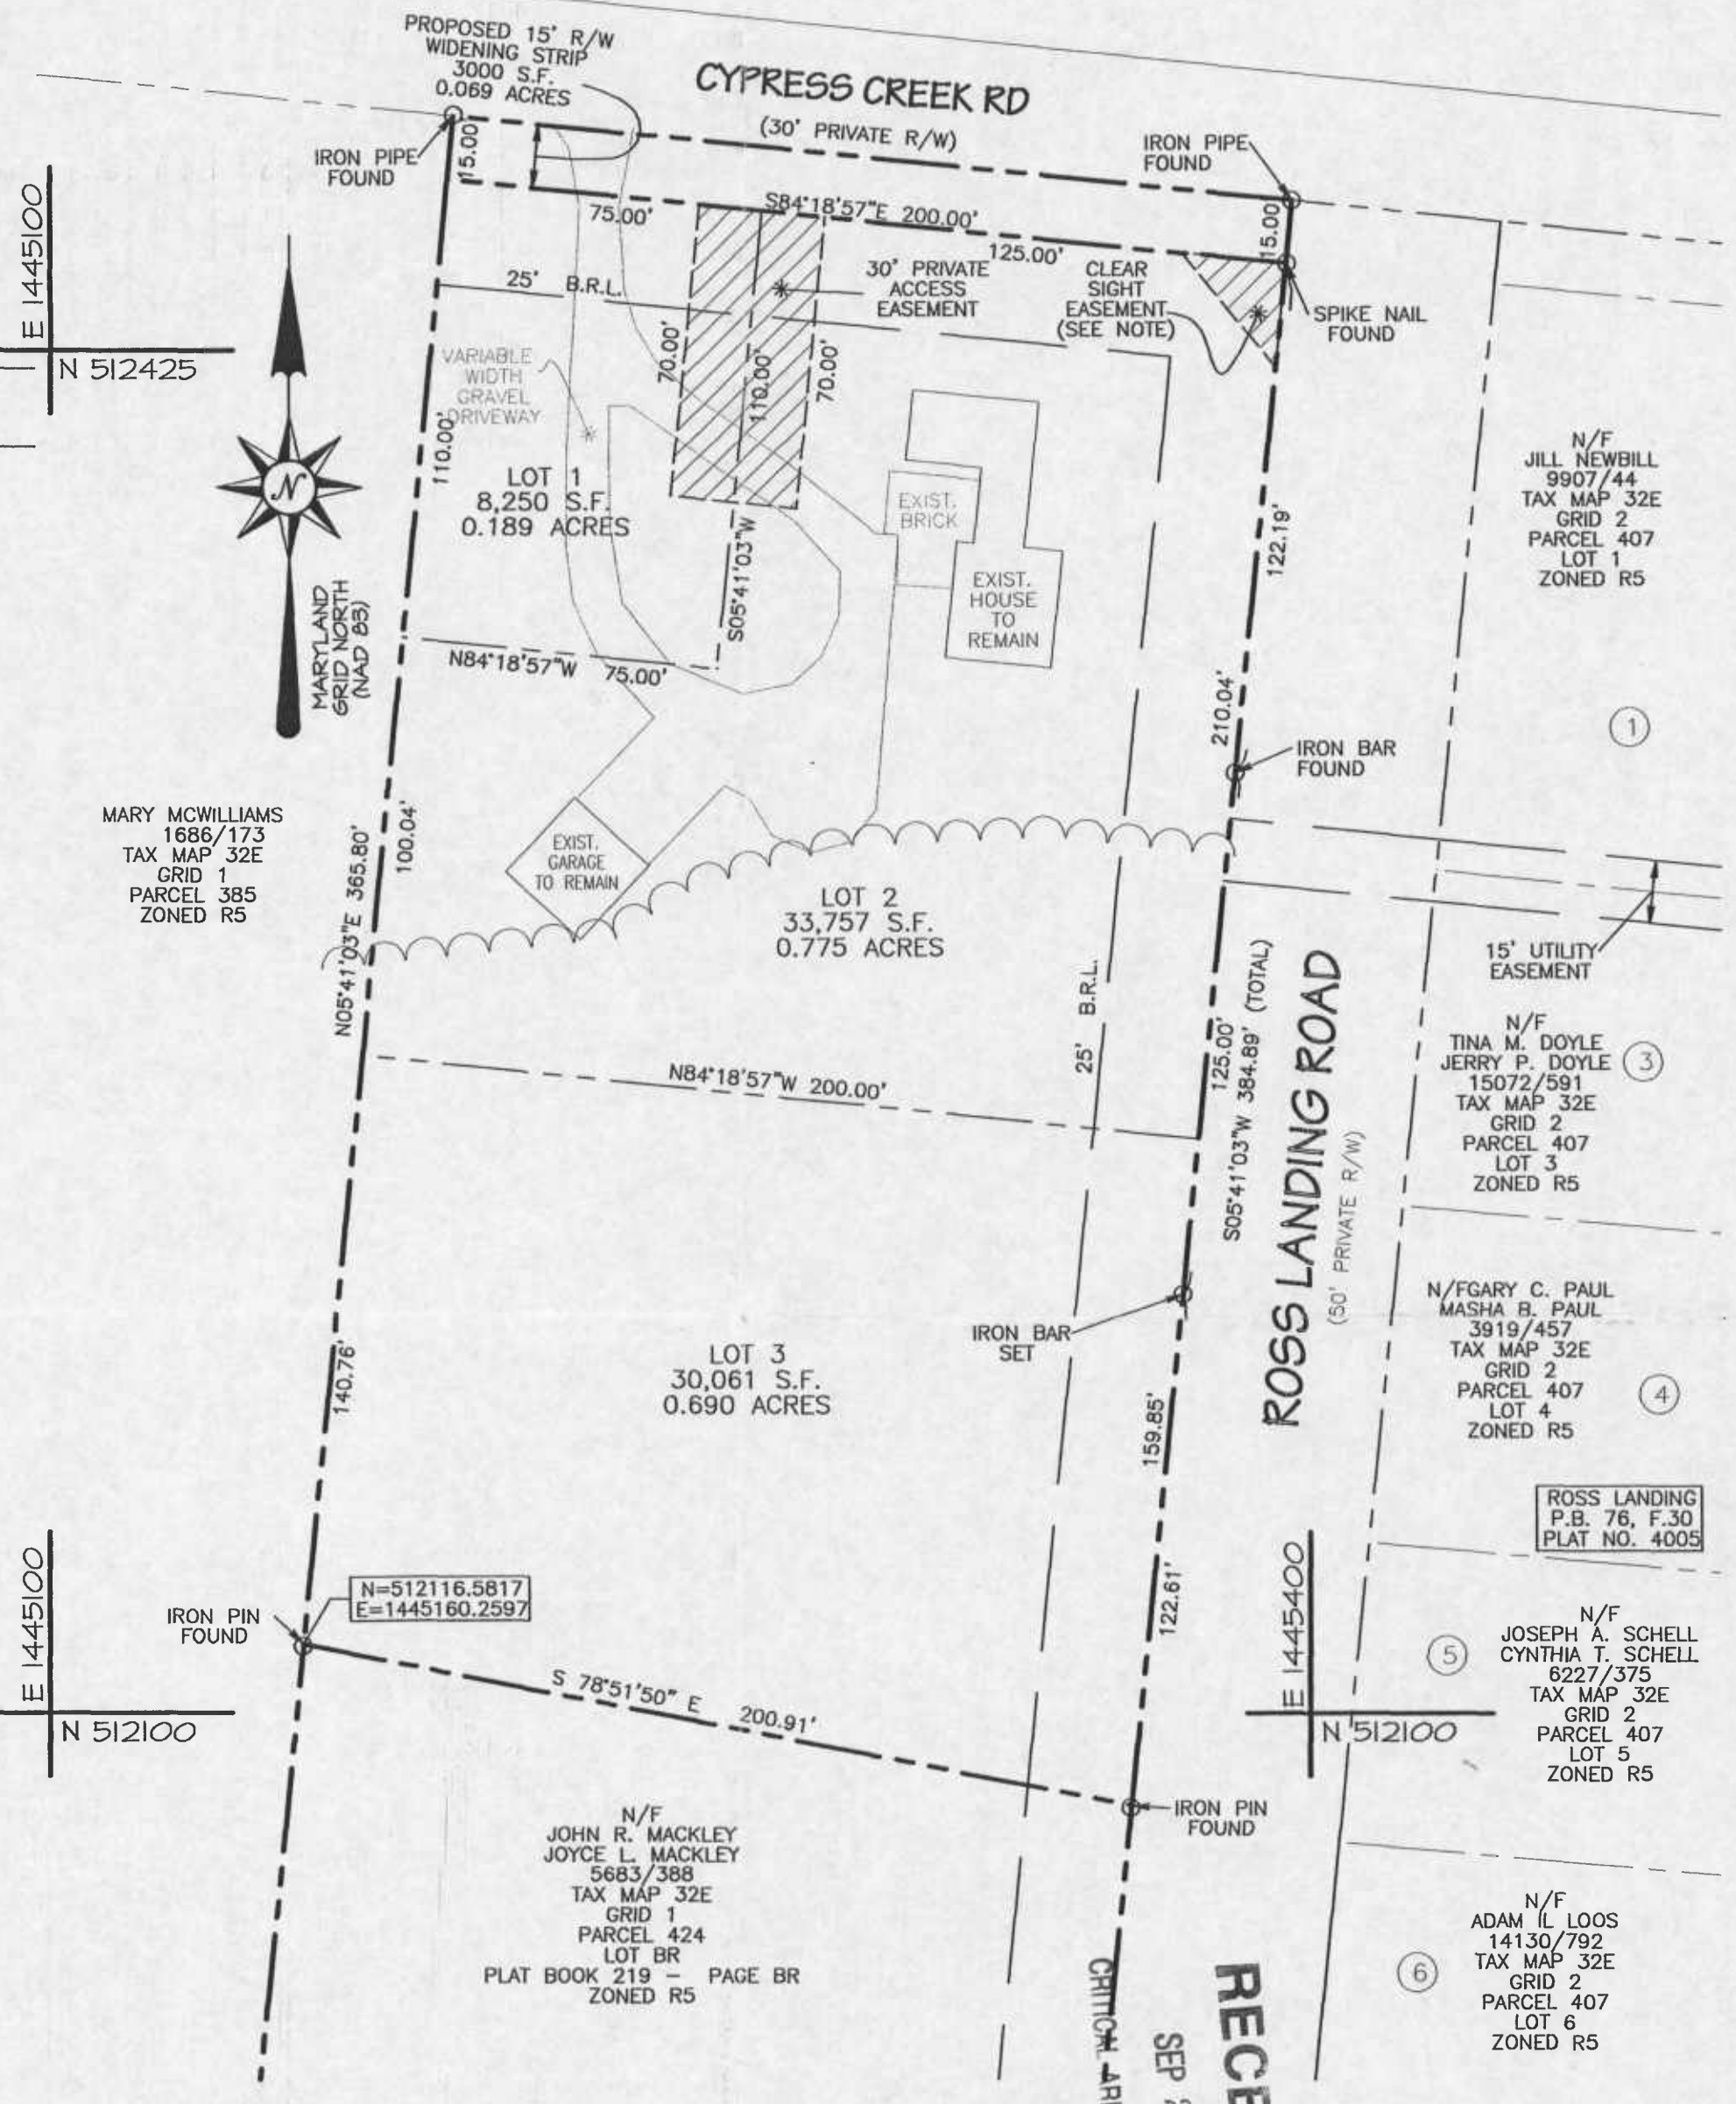 PROPOSED 15' R/W
WIDENING STRIP
3000 S.F.
0.069 ACRES
CYPRESS CREEK RD
(30' PRIVATE R/W)
IRON PIPE
FOUND
IRON PIPE
FOUND
15.00
15.00
75.00'
S84°18'57"E 200.00'
125.00'
E 1445100
N 512425
25' B.R.L.
30' PRIVATE
ACCESS
EASEMENT
CLEAR
SIGHT
EASEMENT
(SEE NOTE)
SPIKE NAIL
FOUND
VARIABLE
WIDTH
GRAVEL
DRIVEWAY
70.00'
110.00'
70.00'
110.00'
LOT 1
8,250 S.F.
0.189 ACRES
EXIST.
BRICK
EXIST.
HOUSE
TO
REMAIN
122.19'
N/F
JILL NEWBILL
9907/44
TAX MAP 32E
GRID 2
PARCEL 407
LOT 1
ZONED R5
N
MARYLAND
GRID NORTH
(NAD 83)
S05°41'03"W
N84°18'57"W 75.00'
210.04'
1
IRON BAR
FOUND
MARY MCWILLIAMS
1686/173
TAX MAP 32E
GRID 1
PARCEL 385
ZONED R5
N05°41'03"E 365.80'
100.04'
EXIST.
GARAGE
TO REMAIN
LOT 2
33,757 S.F.
0.775 ACRES
15' UTILITY
EASEMENT
25' B.R.L.
125.00'
S05°41'03"W 384.89' (TOTAL)
ROSS LANDING ROAD
(50' PRIVATE R/W)
N/F
TINA M. DOYLE
JERRY P. DOYLE
15072/591
TAX MAP 32E
GRID 2
PARCEL 407
LOT 3
ZONED R5
3
N84°18'57"W 200.00'
N/FGARY C. PAUL
MASHA B. PAUL
3919/457
TAX MAP 32E
GRID 2
PARCEL 407
LOT 4
ZONED R5
4
IRON BAR
SET
140.76'
LOT 3
30,061 S.F.
0.690 ACRES
159.85'
122.61'
ROSS LANDING
P.B. 76, F.30
PLAT NO. 4005
E 1445100
N 512100
IRON PIN
FOUND
N=512116.5817
E=1445160.2597
S 78°51'50" E 200.91'
E 1445400
N 512100
5
N/F
JOSEPH A. SCHELL
CYNTHIA T. SCHELL
6227/375
TAX MAP 32E
GRID 2
PARCEL 407
LOT 5
ZONED R5
IRON PIN
FOUND
N/F
JOHN R. MACKLEY
JOYCE L. MACKLEY
5683/388
TAX MAP 32E
GRID 1
PARCEL 424
LOT BR
PLAT BOOK 219 - PAGE BR
ZONED R5
6
N/F
ADAM IL LOOS
14130/792
TAX MAP 32E
GRID 2
PARCEL 407
LOT 6
ZONED R5
RECE
SEP
CRITICAL